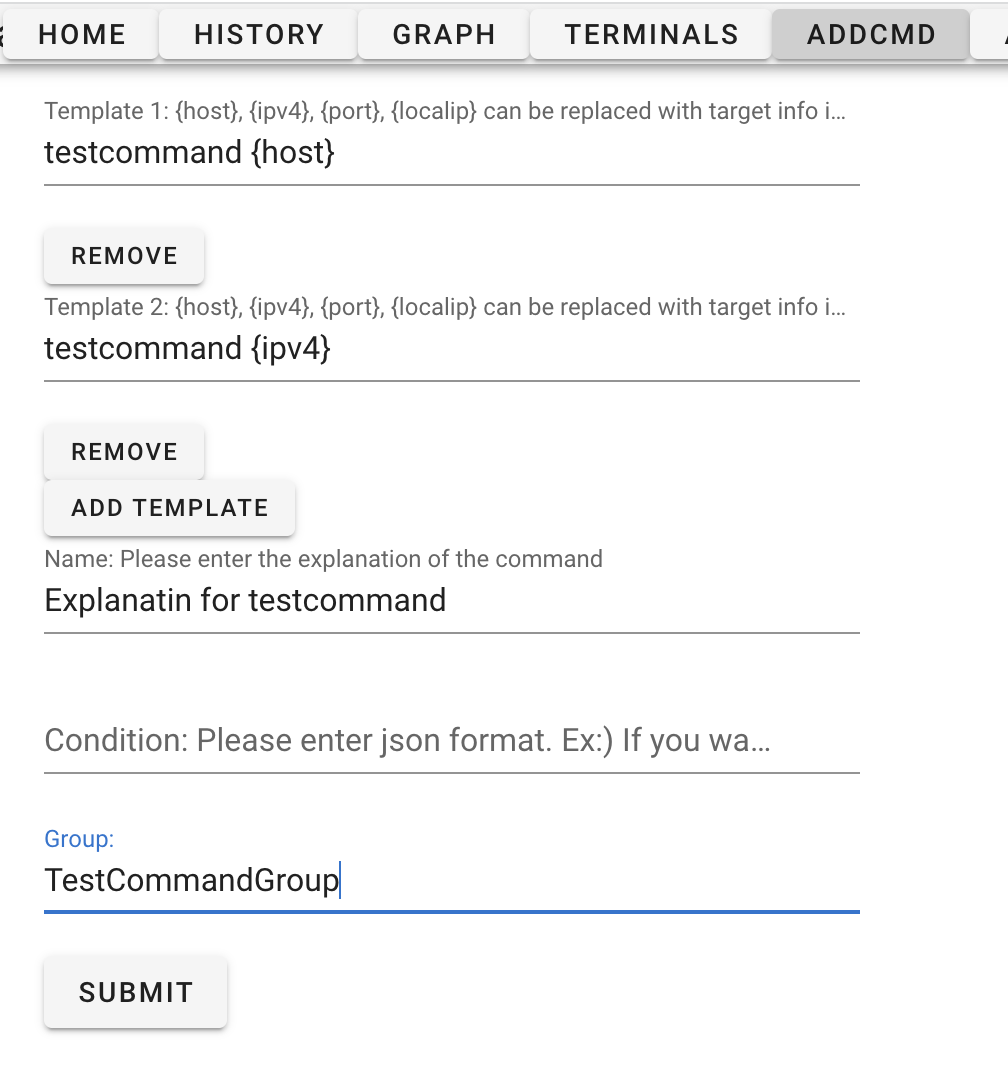 HOME HISTORY GRAPH TERMINALS ADDCMD
Template 1: {host}, {ipv4}, {port}, {localip} can be replaced with target info i...
testcommand {host}
REMOVE
Template 2: {host}, {ipv4}, {port}, {localip} can be replaced with target info i...
testcommand {ipv4}
REMOVE
ADD TEMPLATE
Name: Please enter the explanation of the command
Explanatin for testcommand
Condition: Please enter json format. Ex:) If you wa...
Group:
TestCommandGroup
SUBMIT